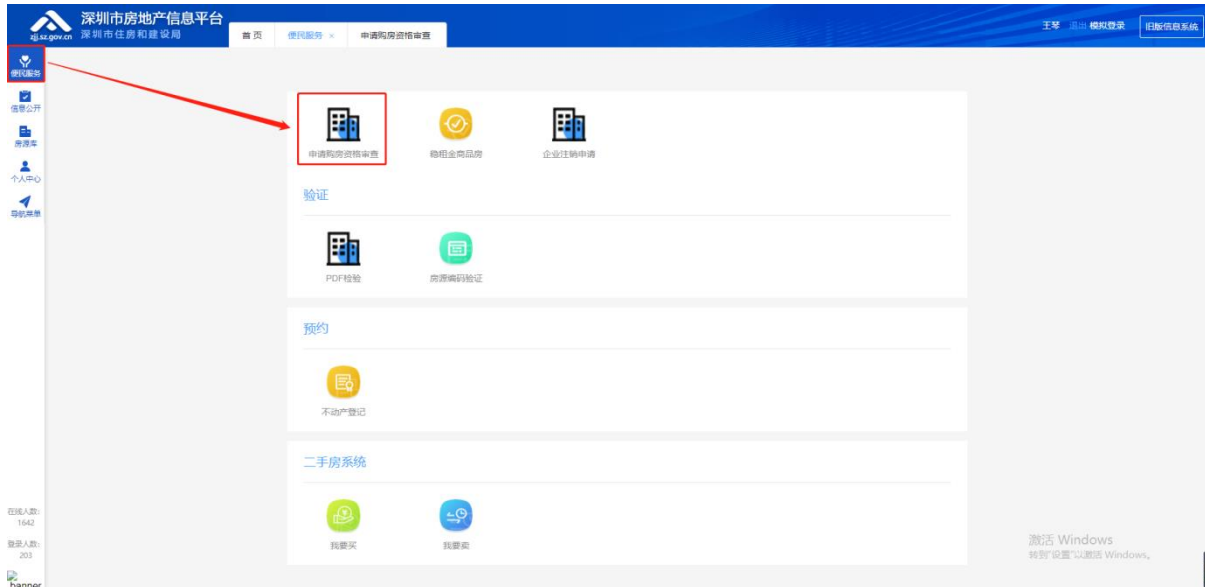 深圳市房地产信息平台
zjj.sz.gov.cn 深圳市住房和建设局
首页 便民服务 × 申请购房资格审查
王琴 退出 模拟登录 旧版信息系统
便民服务
信息公开
房源库
个人中心
导航菜单
申请购房资格审查 稳租金商品房 企业注销申请
验证
PDF检验 房源编码验证
预约
不动产登记
二手房系统
我要买 我要卖
在线人数:
1642
登录人数:
203
banner
激活 Windows
转到"设置"以激活 Windows。